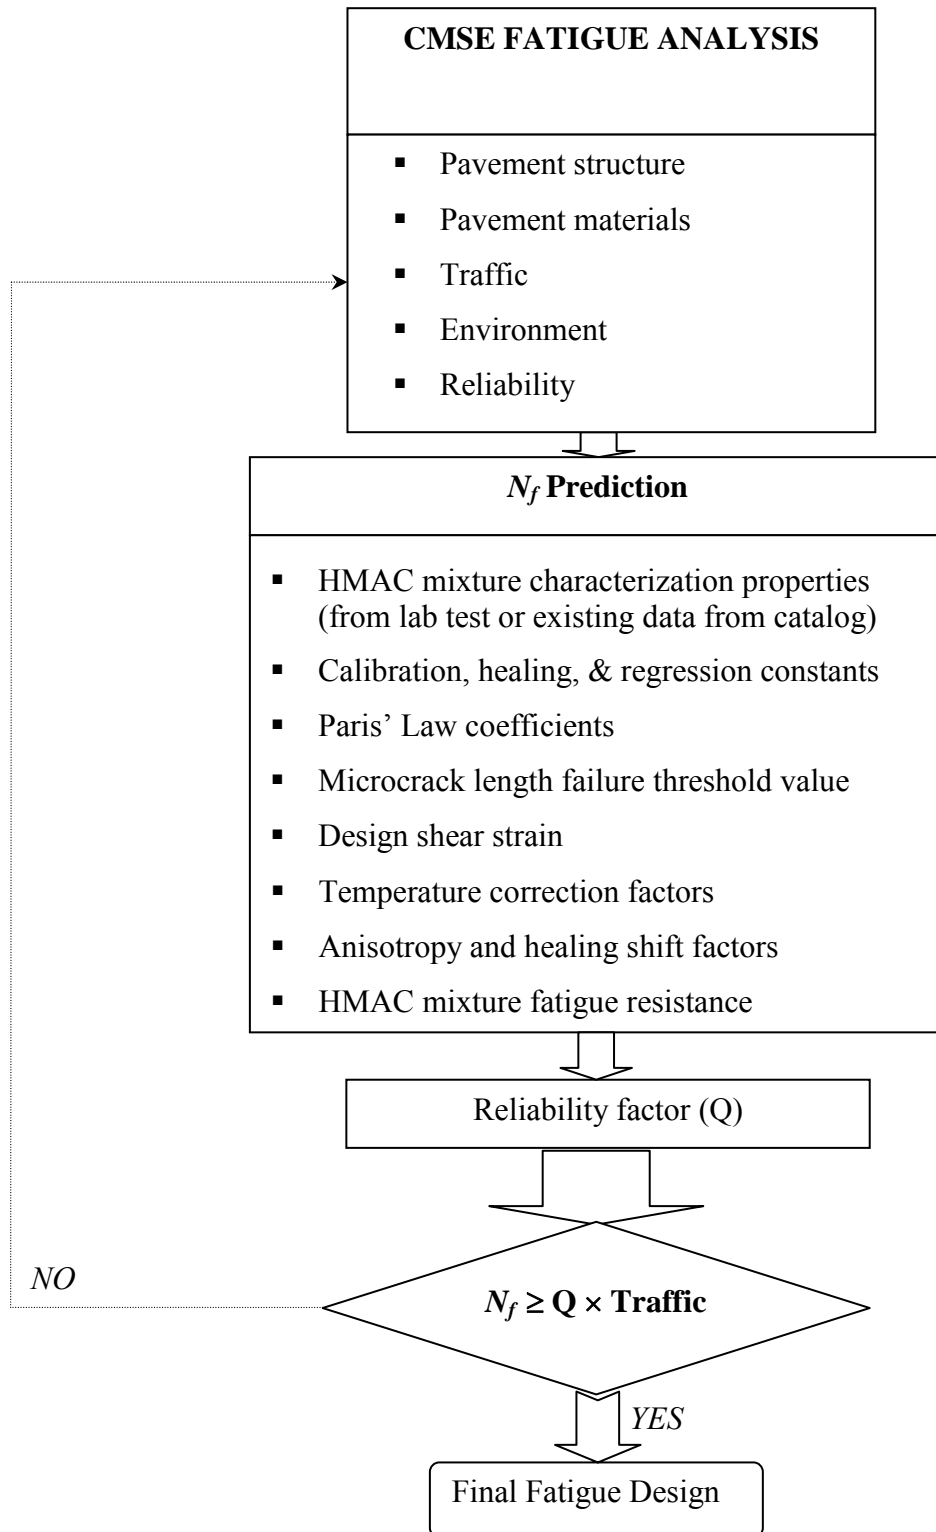 CMSE FATIGUE ANALYSIS
▪ Pavement structure
▪ Pavement materials
▪ Traffic
▪ Environment
▪ Reliability
N_f Prediction
▪ HMAC mixture characterization properties
(from lab test or existing data from catalog)
▪ Calibration, healing, & regression constants
▪ Paris’ Law coefficients
▪ Microcrack length failure threshold value
▪ Design shear strain
▪ Temperature correction factors
▪ Anisotropy and healing shift factors
▪ HMAC mixture fatigue resistance
Reliability factor (Q)
NO
N_f ≥ Q × Traffic
YES
Final Fatigue Design